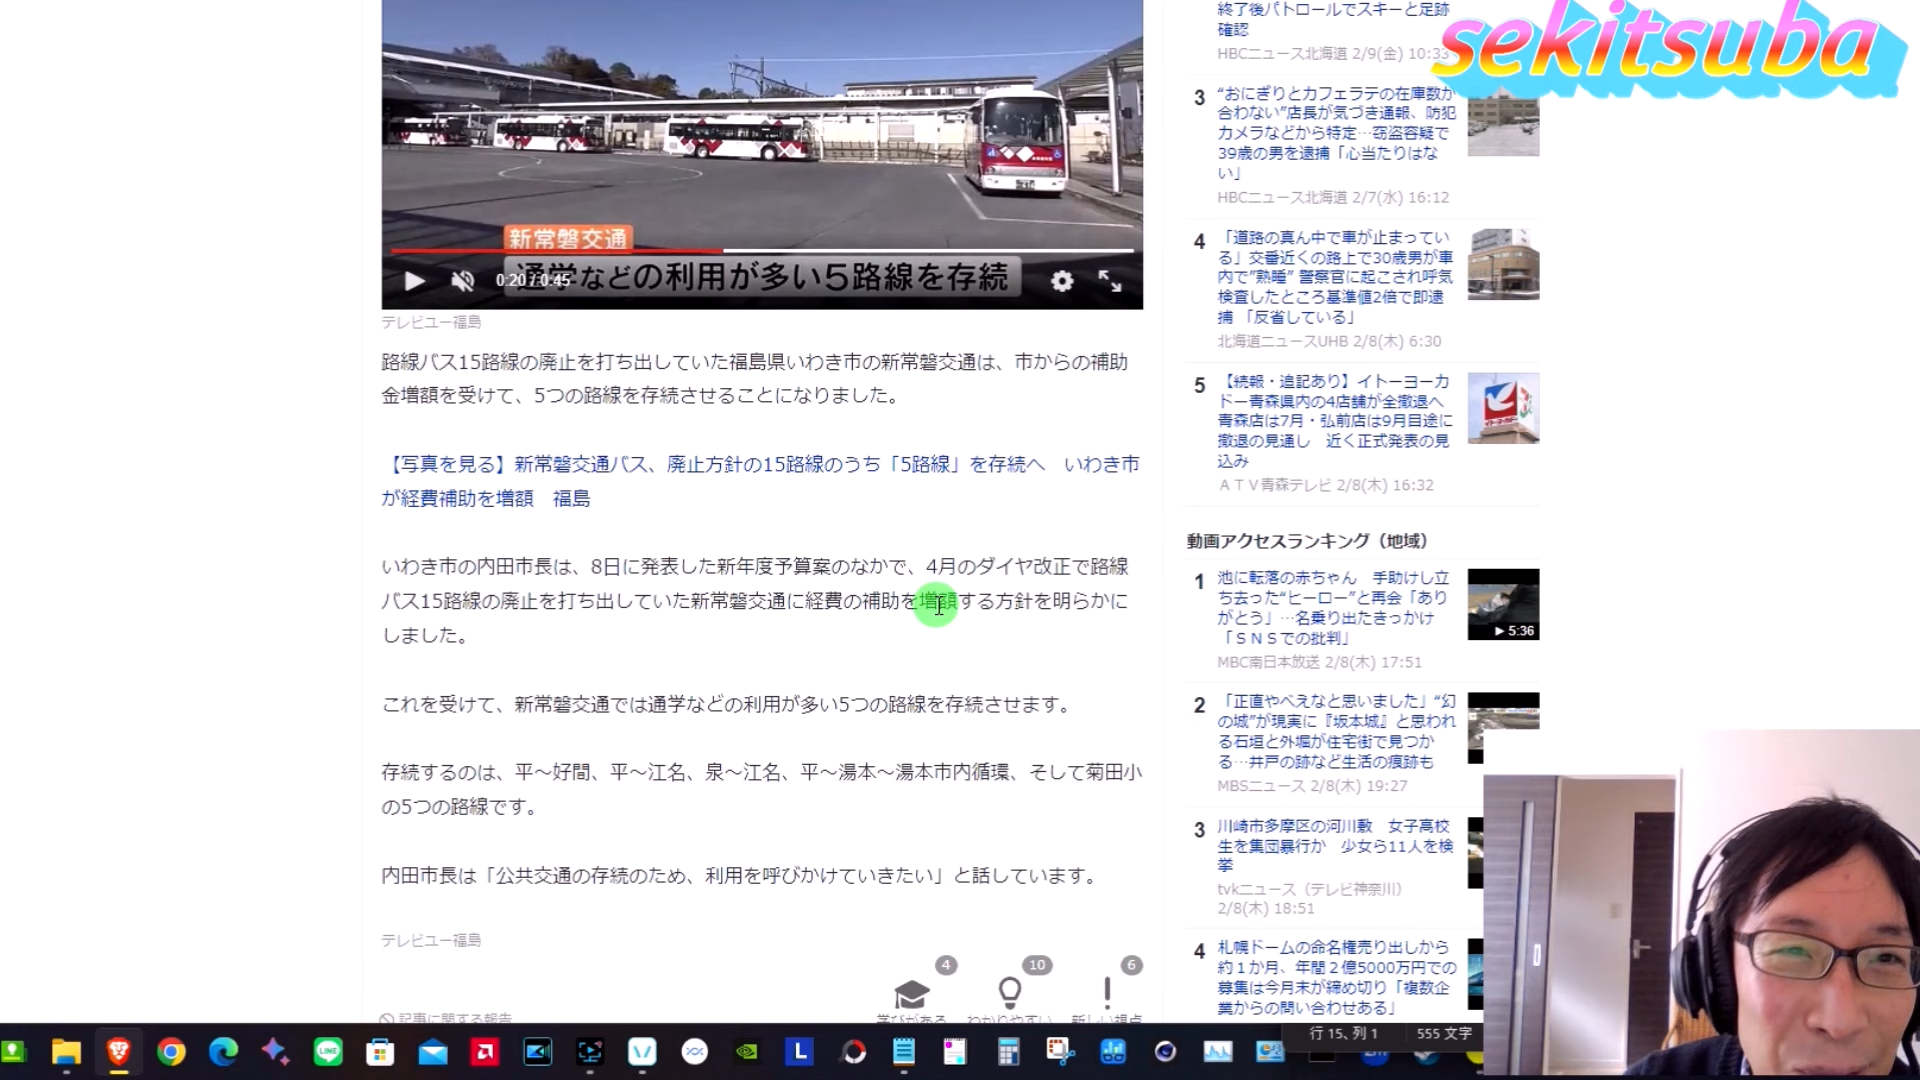 新常磐交通
通学などの利用が多い5路線を存続
0:20 / 0:45
テレビユー福島
路線バス15路線の廃止を打ち出していた福島県いわき市の新常磐交通は、市からの補助
金増額を受けて、5つの路線を存続させることになりました。
【写真を見る】新常磐交通バス、廃止方針の15路線のうち「5路線」を存続へ　いわき市
が経費補助を増額　福島
いわき市の内田市長は、8日に発表した新年度予算案のなかで、4月のダイヤ改正で路線
バス15路線の廃止を打ち出していた新常磐交通に経費の補助を増額する方針を明らかに
しました。
これを受けて、新常磐交通では通学などの利用が多い5つの路線を存続させます。
存続するのは、平～好間、平～江名、泉～江名、平～湯本～湯本市内循環、そして菊田小
の5つの路線です。
内田市長は「公共交通の存続のため、利用を呼びかけていきたい」と話しています。
テレビユー福島
4
10
6
学びがある
わかりやすい
新しい視点
記事に関する報告
終了後パトロールでスキーと足跡
確認
HBCニュース北海道 2/9(金) 10:33
sekitsuba
3
“おにぎりとカフェラテの在庫数が
合わない”店長が気づき通報、防犯
カメラなどから特定…窃盗容疑で
39歳の男を逮捕「心当たりはな
い」
HBCニュース北海道 2/7(水) 16:12
4
「道路の真ん中で車が止まってい
る」交番近くの路上で30歳男が車
内で”熟睡” 警察官に起こされ呼気
検査したところ基準値2倍で即逮
捕 「反省している」
北海道ニュースUHB 2/8(木) 6:30
5
【続報・追記あり】イトーヨーカ
ドー青森県内の4店舗が全撤退へ
青森店は7月・弘前店は9月目途に
撤退の見通し　近く正式発表の見
込み
ＡＴＶ青森テレビ 2/8(木) 16:32
動画アクセスランキング（地域）
1
池に転落の赤ちゃん　手助けし立
ち去った“ヒーロー”と再会「あり
がとう」…名乗り出たきっかけ
「ＳＮＳでの批判」
5:36
MBC南日本放送 2/8(木) 17:51
2
「正直やべえなと思いました」“幻
の城”が現実に『坂本城』と思われ
る石垣と外堀が住宅街で見つか
る…井戸の跡など生活の痕跡も
MBSニュース 2/8(木) 19:27
3
川崎市多摩区の河川敷　女子高校
生を集団暴行か　少女ら11人を検
挙
tvkニュース（テレビ神奈川）
2/8(木) 18:51
4
札幌ドームの命名権売り出しから
約１か月、年間２億5000万円での
募集は今月末が締め切り「複数企
業からの問い合わせある」
行 15、列 1
555 文字
LINE
L